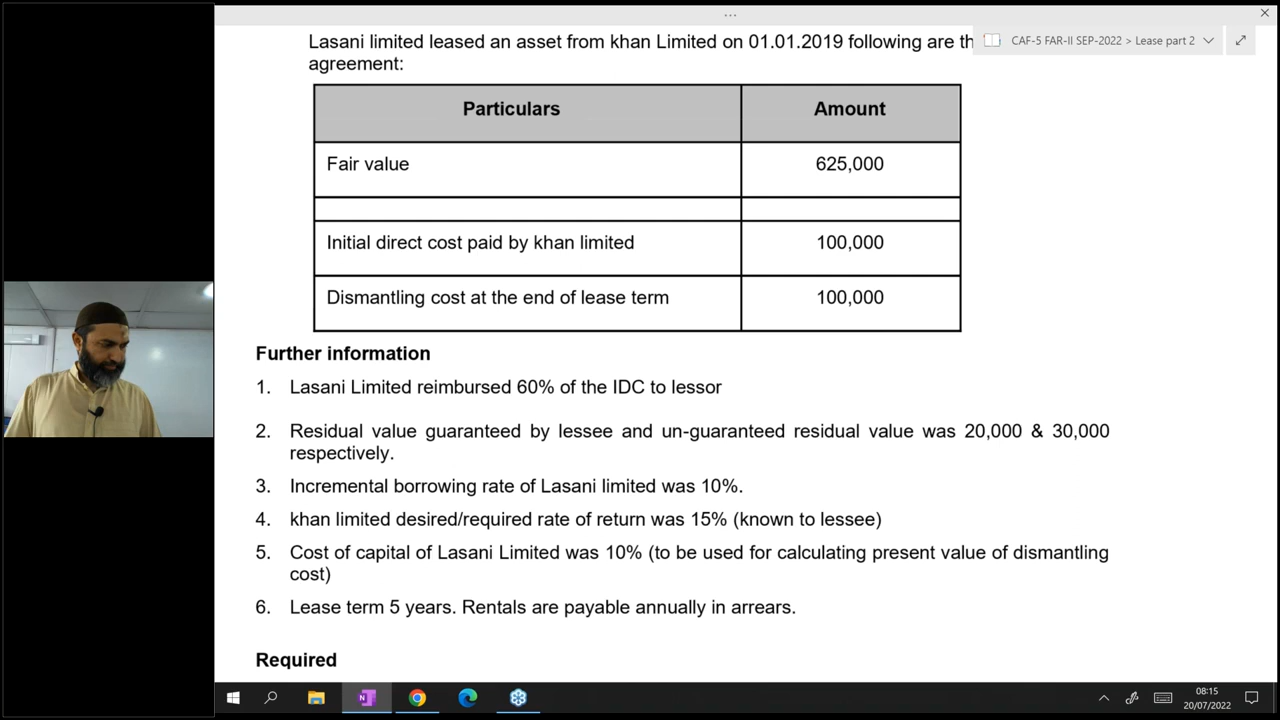 ...
Lasani limited leased an asset from khan Limited on 01.01.2019 following are th
CAF-5 FAR-II SEP-2022 > Lease part 2
agreement:
Particulars Amount
Fair value 625,000
Initial direct cost paid by khan limited 100,000
Dismantling cost at the end of lease term 100,000
Further information
1. Lasani Limited reimbursed 60% of the IDC to lessor
2. Residual value guaranteed by lessee and un-guaranteed residual value was 20,000 & 30,000
respectively.
3. Incremental borrowing rate of Lasani limited was 10%.
4. khan limited desired/required rate of return was 15% (known to lessee)
5. Cost of capital of Lasani Limited was 10% (to be used for calculating present value of dismantling
cost)
6. Lease term 5 years. Rentals are payable annually in arrears.
Required
08:15
20/07/2022